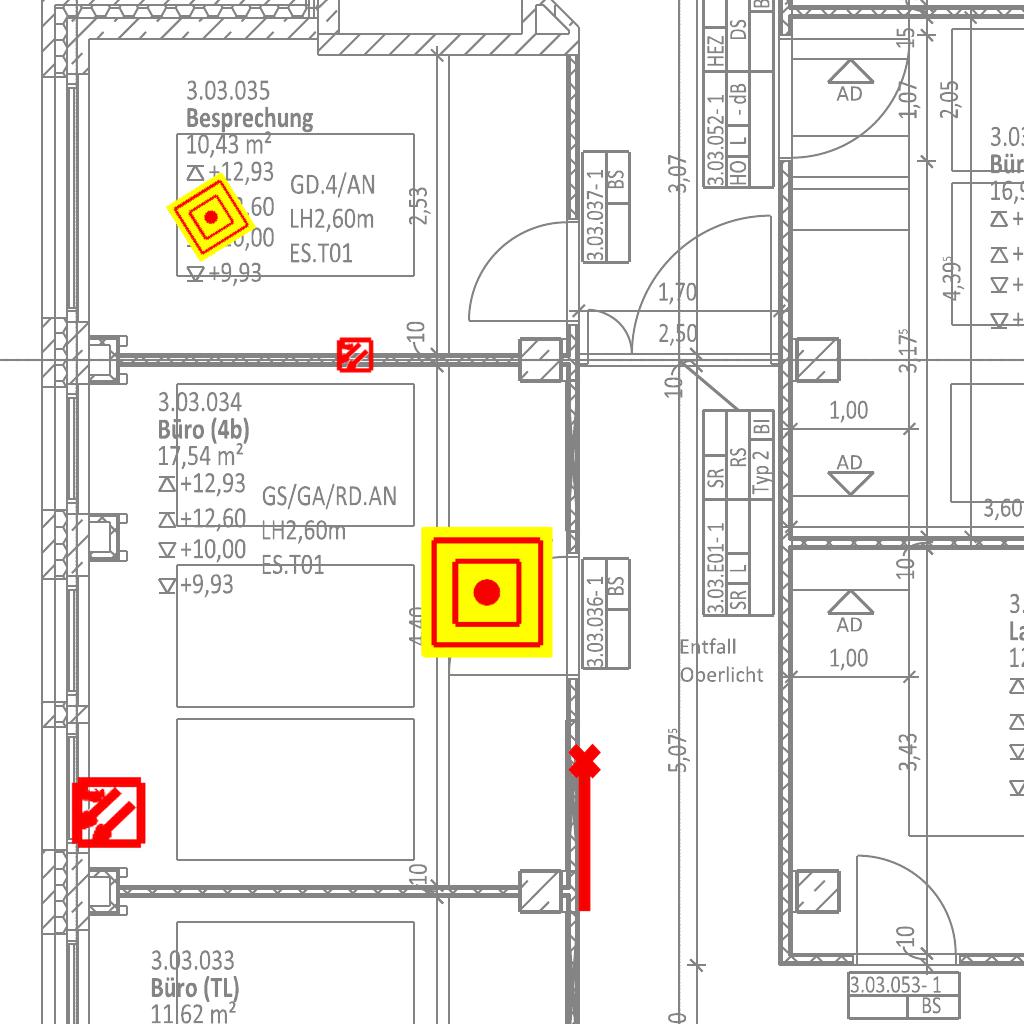 3.03.035
Besprechung
10,43 m²
+12,93
+9,93
GD.4/AN
LH2,60m
ES.T01
2,53
10
3.03.034
Büro (4b)
17,54 m²
+12,93
+12,60
+10,00
+9,93
GS/GA/RD.AN
LH2,60m
ES.T01
10
3.03.033
Büro (TL)
11,62 m²
3.03.037- 1
BS
3.03.036- 1
BS
3,07
1,70
2,50
10
5,07⁵
Entfall
Oberlicht
HEZ
DS
3.03.052- 1
HO
L
- dB
SR
RS
BI
Typ 2
3.03.E01- 1
SR
L
AD
15
1,07
2,05
4,39⁵
3,17⁵
1,00
AD
3,60
10
AD
1,00
3,43
10
3.03.053- 1
BS